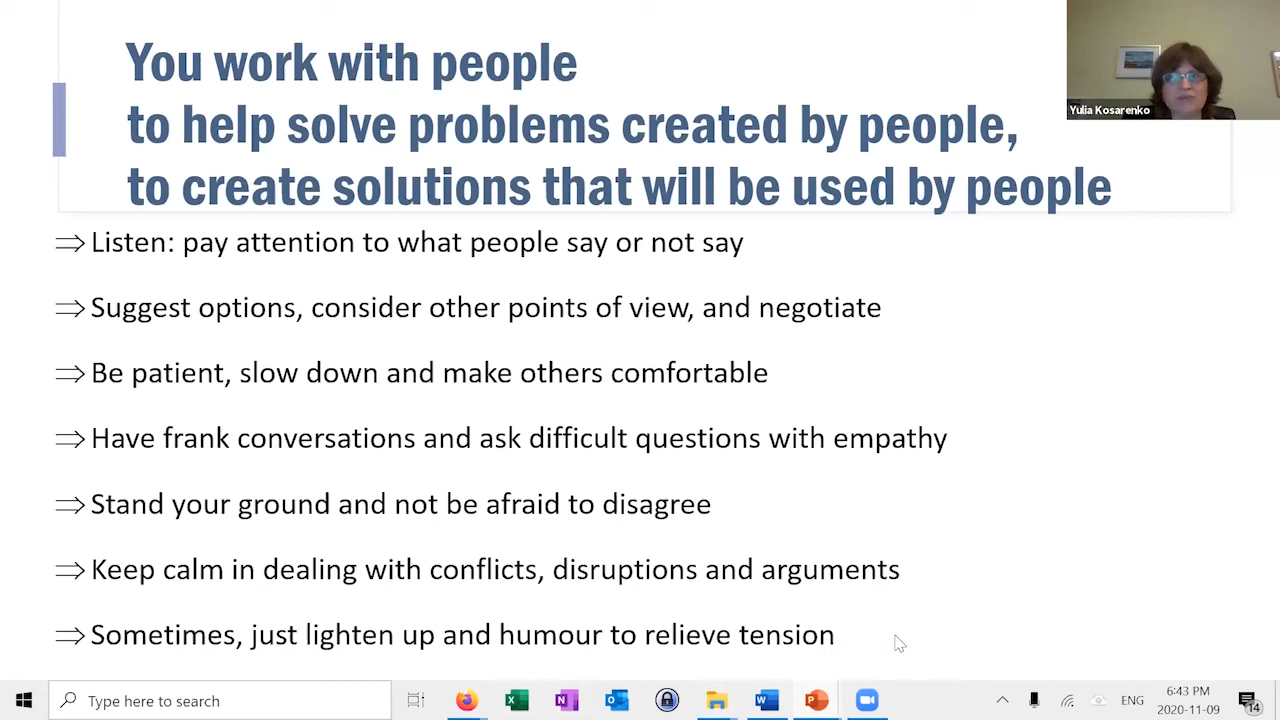 You work with people
to help solve problems created by people,
to create solutions that will be used by people
Yulia Kosarenko
⇒ Listen: pay attention to what people say or not say
⇒ Suggest options, consider other points of view, and negotiate
⇒ Be patient, slow down and make others comfortable
⇒ Have frank conversations and ask difficult questions with empathy
⇒ Stand your ground and not be afraid to disagree
⇒ Keep calm in dealing with conflicts, disruptions and arguments
⇒ Sometimes, just lighten up and humour to relieve tension
Type here to search
ENG
6:43 PM
2020-11-09
14